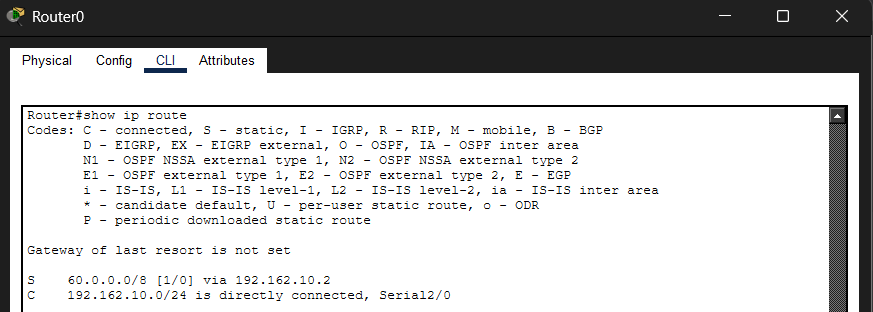 Router0
Physical Config CLI Attributes
Router#show ip route
Codes: C - connected, S - static, I - IGRP, R - RIP, M - mobile, B - BGP
D - EIGRP, EX - EIGRP external, O - OSPF, IA - OSPF inter area
N1 - OSPF NSSA external type 1, N2 - OSPF NSSA external type 2
E1 - OSPF external type 1, E2 - OSPF external type 2, E - EGP
i - IS-IS, L1 - IS-IS level-1, L2 - IS-IS level-2, ia - IS-IS inter area
* - candidate default, U - per-user static route, o - ODR
P - periodic downloaded static route
Gateway of last resort is not set
S 60.0.0.0/8 [1/0] via 192.162.10.2
C 192.162.10.0/24 is directly connected, Serial2/0